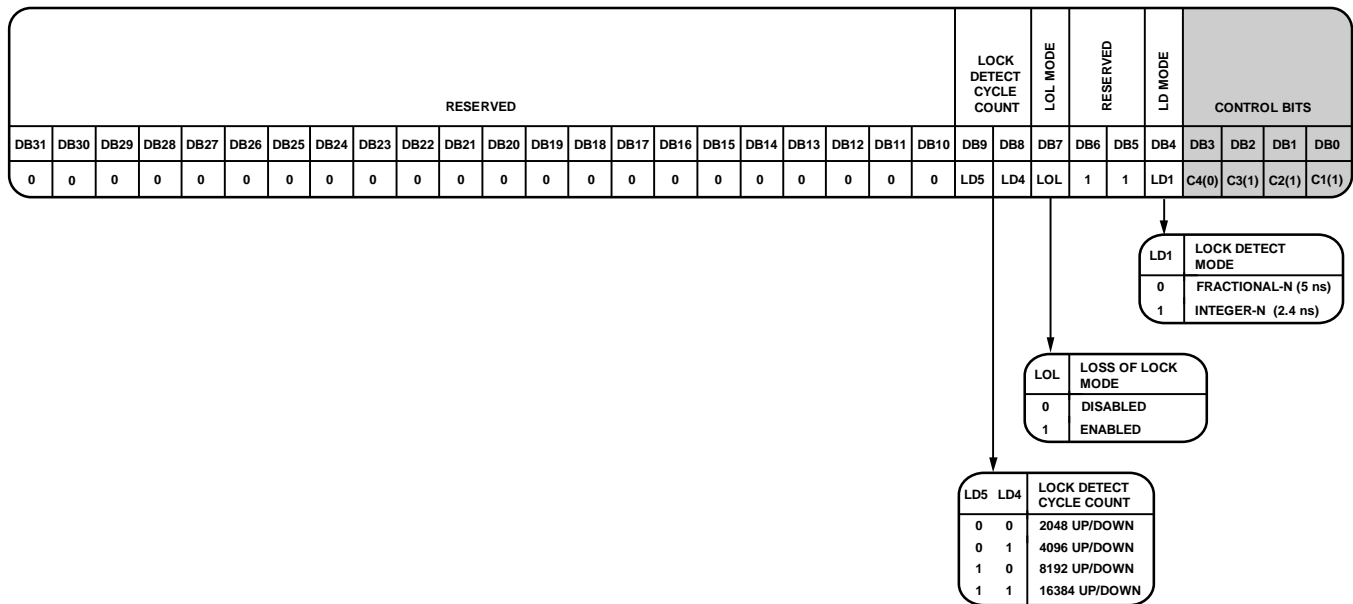 RESERVED
LOCK
DETECT
CYCLE
COUNT
LOL MODE
RESERVED
LD MODE
CONTROL BITS
DB31 DB30 DB29 DB28 DB27 DB26 DB25 DB24 DB23 DB22 DB21 DB20 DB19 DB18 DB17 DB16 DB15 DB14 DB13 DB12 DB11 DB10 DB9 DB8 DB7 DB6 DB5 DB4 DB3 DB2 DB1 DB0
0 0 0 0 0 0 0 0 0 0 0 0 0 0 0 0 0 0 0 0 0 0 LD5 LD4 LOL 1 1 LD1 C4(0) C3(1) C2(1) C1(1)
LD1 LOCK DETECT
MODE
0 FRACTIONAL-N (5 ns)
1 INTEGER-N (2.4 ns)
LOL LOSS OF LOCK
MODE
0 DISABLED
1 ENABLED
LD5 LD4 LOCK DETECT
CYCLE COUNT
0 0 2048 UP/DOWN
0 1 4096 UP/DOWN
1 0 8192 UP/DOWN
1 1 16384 UP/DOWN